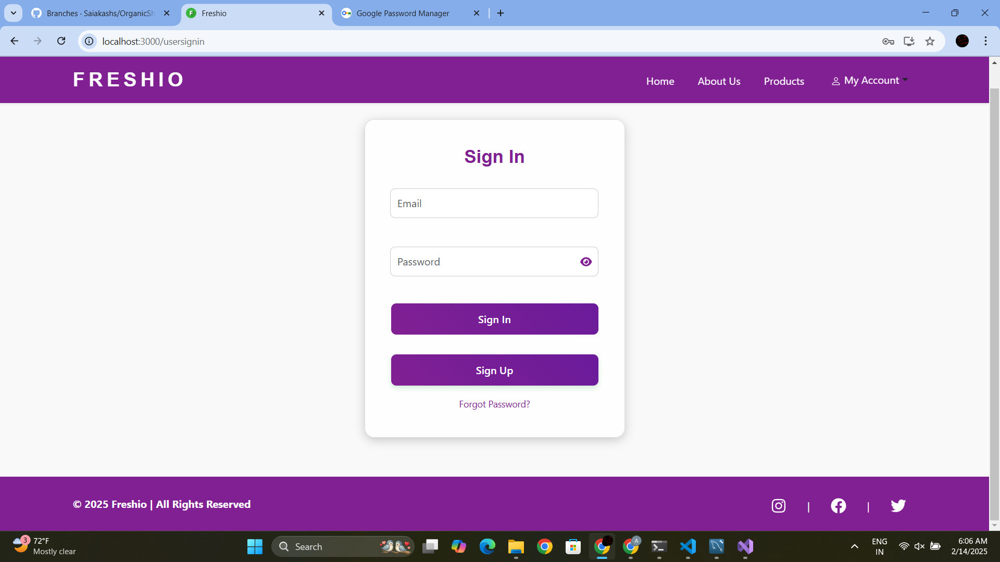 Branches · Saiakashs/OrganicSh
Freshio
Google Password Manager
localhost:3000/usersignin
FRESHIO
Home
About Us
Products
My Account
Sign In
Email
Password
Sign In
Sign Up
Forgot Password?
© 2025 Freshio | All Rights Reserved
|
|
3
72°F
Mostly clear
Search
A
ENG
IN
6:06 AM
2/14/2025